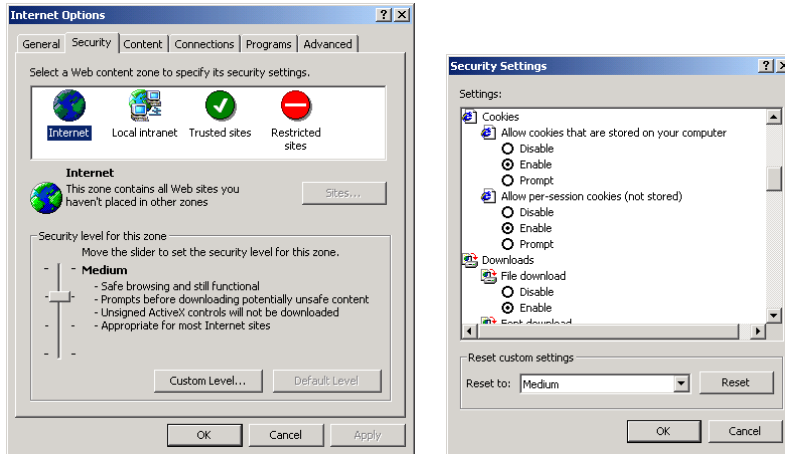 Internet Options
General Security Content Connections Programs Advanced
Select a Web content zone to specify its security settings.
Internet Local intranet Trusted sites Restricted
sites
Internet
This zone contains all Web sites you
haven't placed in other zones
Sites...
Security level for this zone
Move the slider to set the security level for this zone.
Medium
- Safe browsing and still functional
- Prompts before downloading potentially unsafe content
- Unsigned ActiveX controls will not be downloaded
- Appropriate for most Internet sites
Custom Level... Default Level
OK Cancel Apply
Security Settings
Settings:
Cookies
Allow cookies that are stored on your computer
Disable
Enable
Prompt
Allow per-session cookies (not stored)
Disable
Enable
Prompt
Downloads
File download
Disable
Enable
Font download
Reset custom settings
Reset to: Medium Reset
OK Cancel